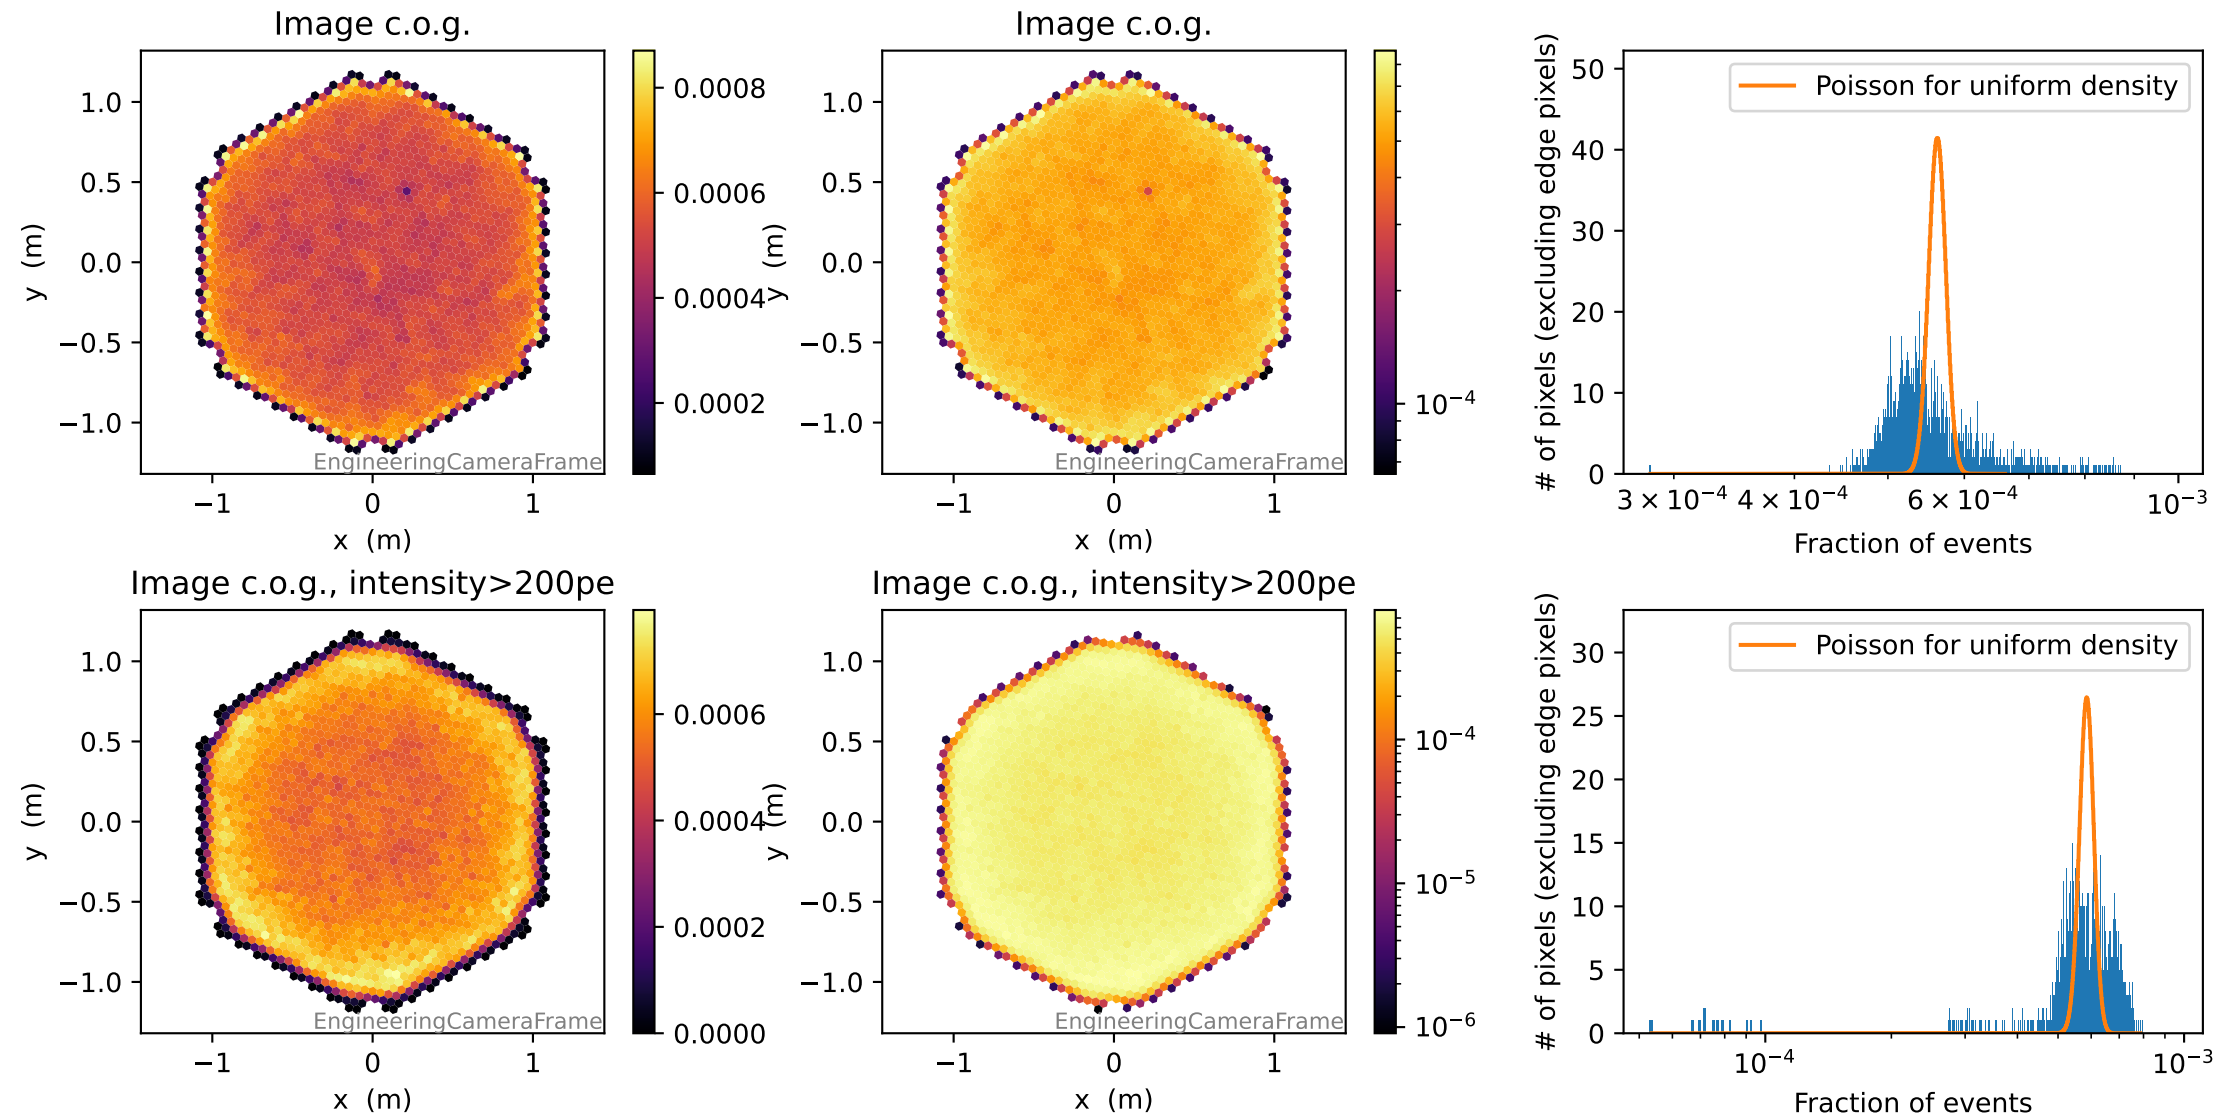 Image c.o.g.
1.0
0.5
0.0
−0.5
−1.0
y (m)
−1
0
1
x (m)
EngineeringCameraFrame
0.0008
0.0006
0.0004
0.0002
Image c.o.g.
1.0
0.5
0.0
−0.5
−1.0
y (m)
−1
0
1
x (m)
EngineeringCameraFrame
10⁻⁴
Poisson for uniform density
50
40
30
20
10
0
# of pixels (excluding edge pixels)
3 × 10⁻⁴ 4 × 10⁻⁴ 6 × 10⁻⁴ 10⁻³
Fraction of events
Image c.o.g., intensity>200pe
1.0
0.5
0.0
−0.5
−1.0
y (m)
−1
0
1
x (m)
EngineeringCameraFrame
0.0006
0.0004
0.0002
0.0000
Image c.o.g., intensity>200pe
1.0
0.5
0.0
−0.5
−1.0
y (m)
−1
0
1
x (m)
EngineeringCameraFrame
10⁻⁴
10⁻⁵
10⁻⁶
Poisson for uniform density
30
25
20
15
10
5
0
# of pixels (excluding edge pixels)
10⁻⁴ 10⁻³
Fraction of events